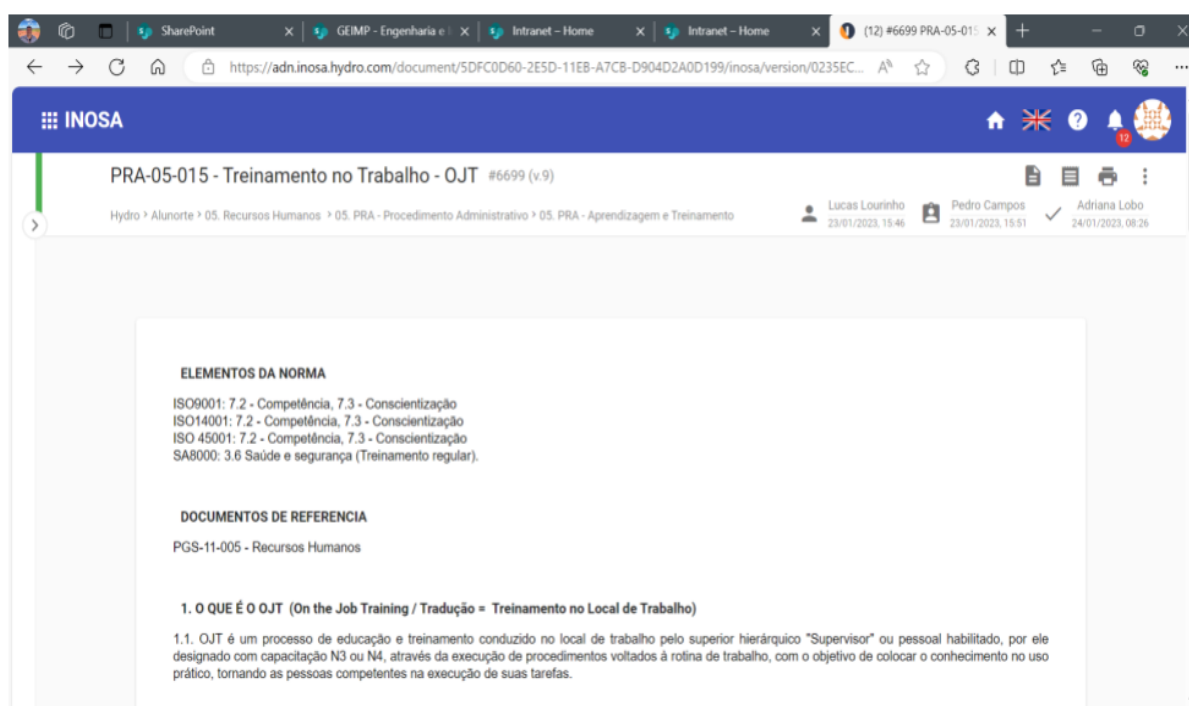 SharePoint
GEIMP - Engenharia e
Intranet – Home
Intranet – Home
(12) #6699 PRA-05-015
https://adn.inosa.hydro.com/document/5DFC0D60-2E5D-11EB-A7CB-D904D2A0D199/inosa/version/0235EC...
INOSA
12
PRA-05-015 - Treinamento no Trabalho - OJT #6699 (v.9)
Hydro > Alunorte > 05. Recursos Humanos > 05. PRA - Procedimento Administrativo > 05. PRA - Aprendizagem e Treinamento
Lucas Lourinho
23/01/2023, 15:46
Pedro Campos
23/01/2023, 15:51
Adriana Lobo
24/01/2023, 08:26
ELEMENTOS DA NORMA
ISO9001: 7.2 - Competência, 7.3 - Conscientização
ISO14001: 7.2 - Competência, 7.3 - Conscientização
ISO 45001: 7.2 - Competência, 7.3 - Conscientização
SA8000: 3.6 Saúde e segurança (Treinamento regular).
DOCUMENTOS DE REFERENCIA
PGS-11-005 - Recursos Humanos
1. O QUE É O OJT (On the Job Training / Tradução = Treinamento no Local de Trabalho)
1.1. OJT é um processo de educação e treinamento conduzido no local de trabalho pelo superior hierárquico "Supervisor" ou pessoal habilitado, por ele
designado com capacitação N3 ou N4, através da execução de procedimentos voltados à rotina de trabalho, com o objetivo de colocar o conhecimento no uso
prático, tornando as pessoas competentes na execução de suas tarefas.